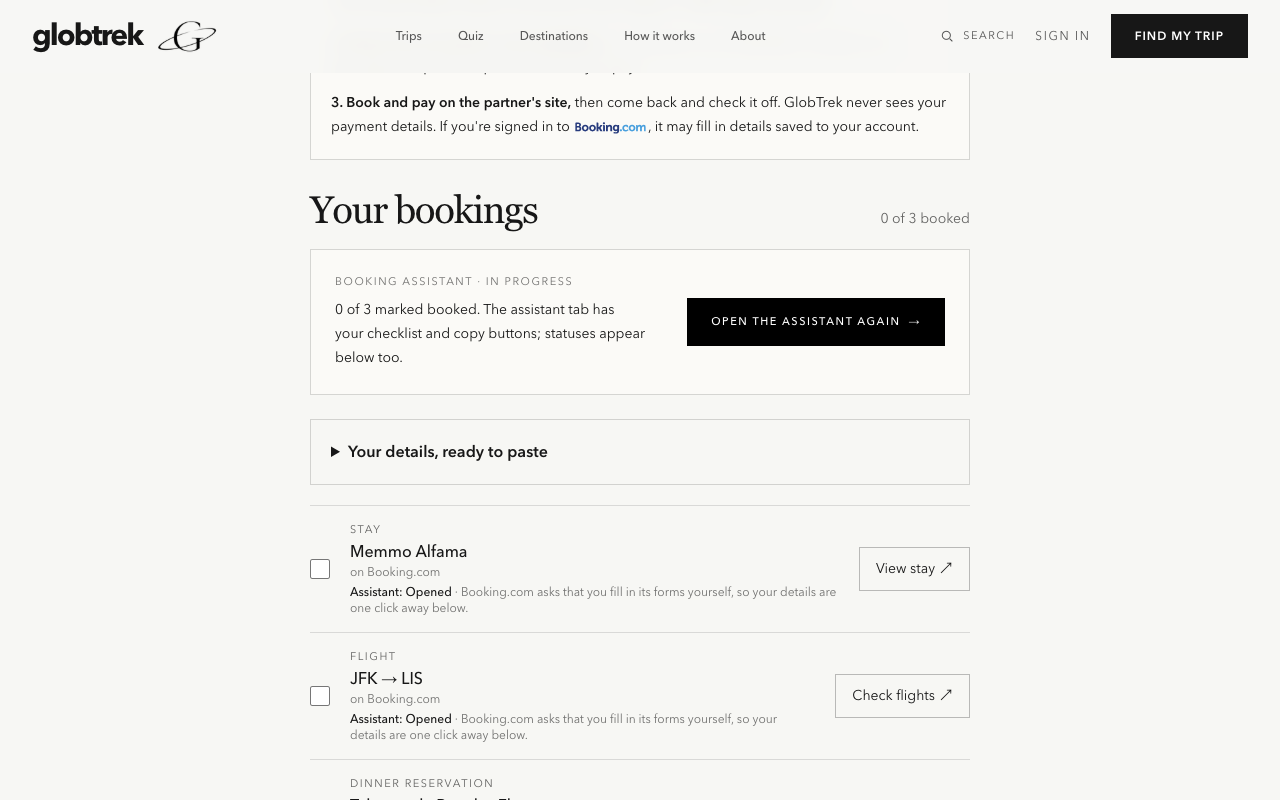 globtrek G
Trips Quiz Destinations How it works About
SEARCH SIGN IN FIND MY TRIP
3. Book and pay on the partner's site, then come back and check it off. GlobTrek never sees your
payment details. If you're signed in to Booking.com, it may fill in details saved to your account.
Your bookings
0 of 3 booked
BOOKING ASSISTANT · IN PROGRESS
0 of 3 marked booked. The assistant tab has
your checklist and copy buttons; statuses appear
below too.
OPEN THE ASSISTANT AGAIN →
▶ Your details, ready to paste
STAY
Memmo Alfama
on Booking.com
Assistant: Opened · Booking.com asks that you fill in its forms yourself, so your details are
one click away below.
View stay ↗
FLIGHT
JFK → LIS
on Booking.com
Assistant: Opened · Booking.com asks that you fill in its forms yourself, so your
details are one click away below.
Check flights ↗
DINNER RESERVATION